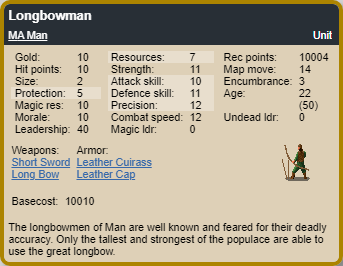 Longbowman
MA Man Unit
Gold: 10 Resources: 7 Rec points: 10004
Hit points: 10 Strength: 11 Map move: 14
Size: 2 Attack skill: 10 Encumbrance: 3
Protection: 5 Defence skill: 11 Age: 22
Magic res: 10 Precision: 12 (50)
Morale: 10 Combat speed: 12 Undead ldr: 0
Leadership: 40 Magic ldr: 0
Weapons: Armor:
Short Sword Leather Cuirass
Long Bow Leather Cap
Basecost: 10010
The longbowmen of Man are well known and feared for their deadly
accuracy. Only the tallest and strongest of the populace are able to
use the great longbow.